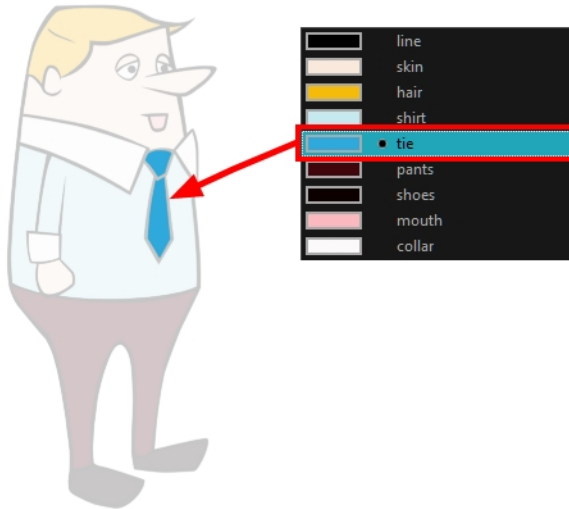 line
skin
hair
shirt
tie
pants
shoes
mouth
collar